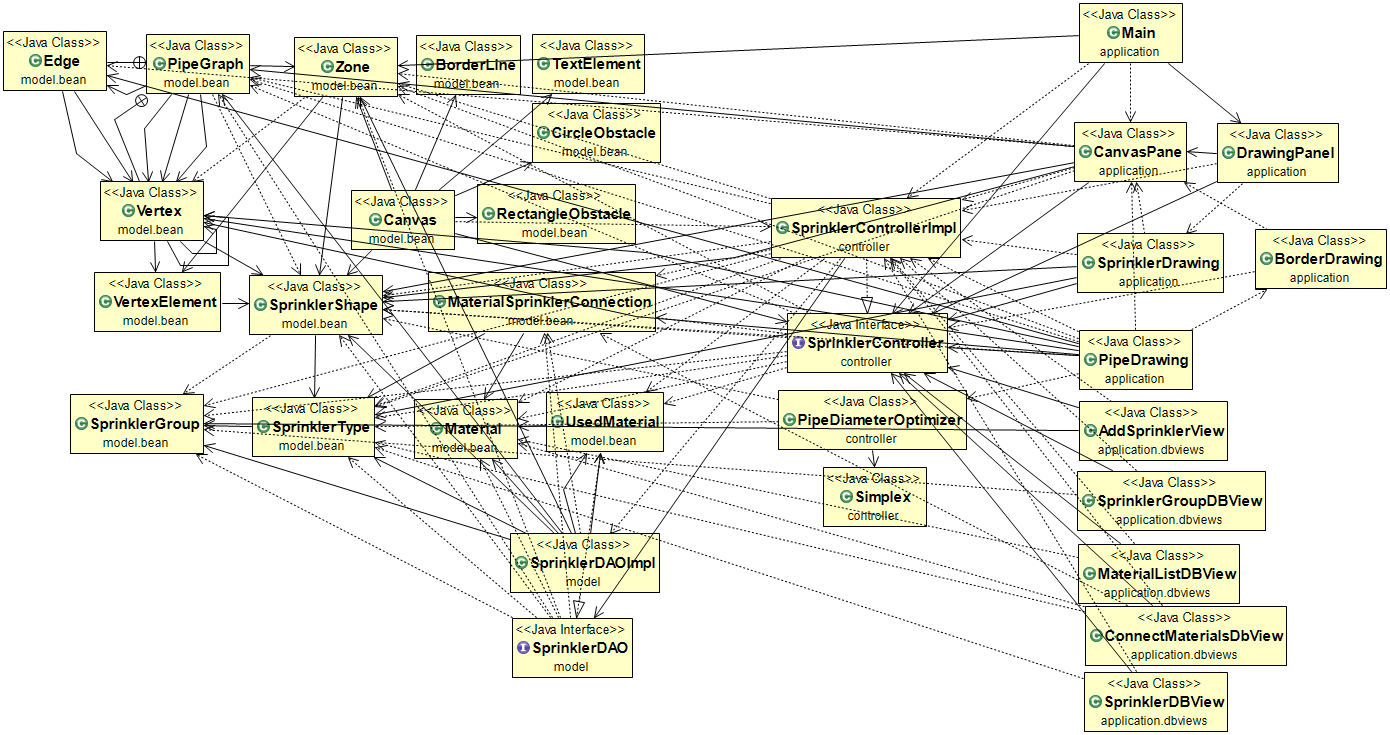 <<Java Class>>
Main
application
<<Java Class>>
Edge
model.bean
<<Java Class>>
PipeGraph
model.bean
<<Java Class>>
Zone
model.bean
<<Java Class>>
BorderLine
model.bean
<<Java Class>>
TextElement
model.bean
<<Java Class>>
CircleObstacle
model.bean
<<Java Class>>
CanvasPane
application
<<Java Class>>
DrawingPanel
application
<<Java Class>>
Vertex
model.bean
<<Java Class>>
Canvas
model.bean
<<Java Class>>
RectangleObstacle
model.bean
<<Java Class>>
SprinklerControllerImpl
controller
<<Java Class>>
SprinklerDrawing
application
<<Java Class>>
BorderDrawing
application
<<Java Class>>
VertexElement
model.bean
<<Java Class>>
SprinklerShape
model.bean
<<Java Class>>
MaterialSprinklerConnection
model.bean
<<Java Interface>>
SprinklerController
controller
<<Java Class>>
PipeDrawing
application
<<Java Class>>
SprinklerGroup
model.bean
<<Java Class>>
SprinklerType
model.bean
<<Java Class>>
Material
model.bean
<<Java Class>>
UsedMaterial
model.bean
<<Java Class>>
PipeDiameterOptimizer
controller
<<Java Class>>
AddSprinklerView
application.dbviews
<<Java Class>>
Simplex
controller
<<Java Class>>
SprinklerGroupDBView
application.dbviews
<<Java Class>>
SprinklerDAOImpl
model
<<Java Class>>
MaterialListDBView
application.dbviews
<<Java Interface>>
SprinklerDAO
model
<<Java Class>>
ConnectMaterialsDbView
application.dbviews
<<Java Class>>
SprinklerDBView
application.dbviews